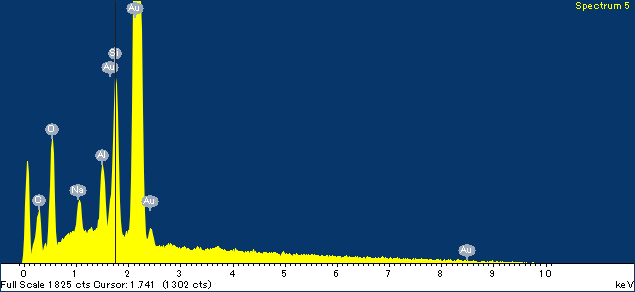 Spectrum 5
Au
Si
Au
O
Al
Na
C
Au
Au
0 1 2 3 4 5 6 7 8 9 10
Full Scale 1825 cts Cursor: 1.741 (1302 cts) keV